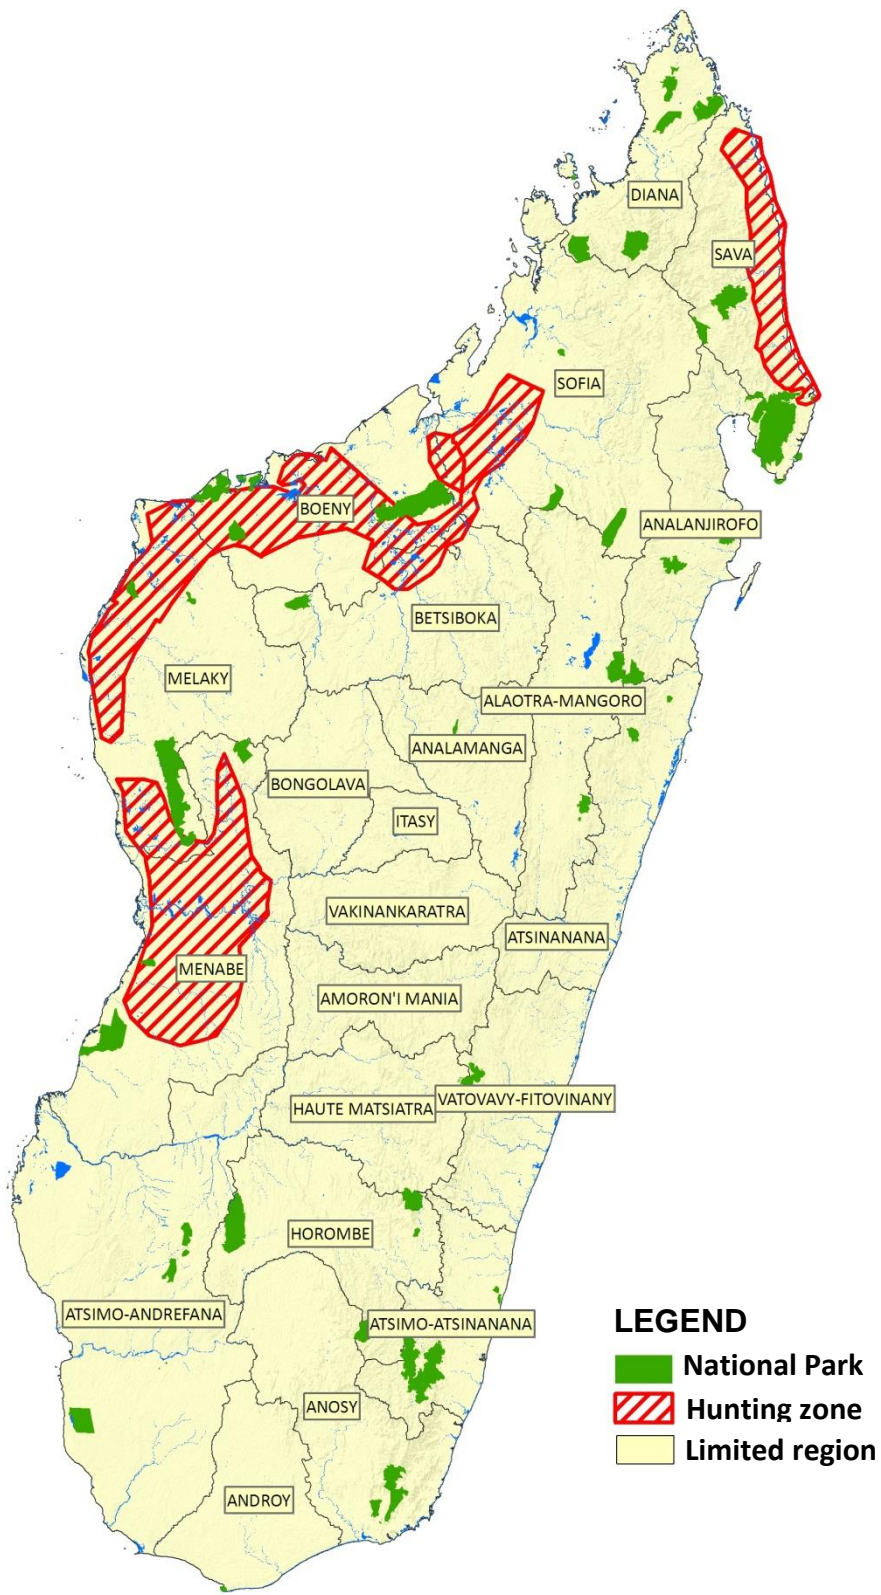 DIANA
SAVA
SOFIA
BOENY
ANALANJIROFO
BETSIBOKA
MELAKY
ALAOTRA-MANGORO
ANALAMANGA
BONGOLAVA
ITASY
VAKINANKARATRA
ATSINANANA
MENABE
AMORON'I MANIA
HAUTE MATSIATRA
VATOVAVY-FITOVINANY
HOROMBE
ATSIMO-ANDREFANA
ATSIMO-ATSINANANA
ANOSY
ANDROY
LEGEND
National Park
Hunting zone
Limited region